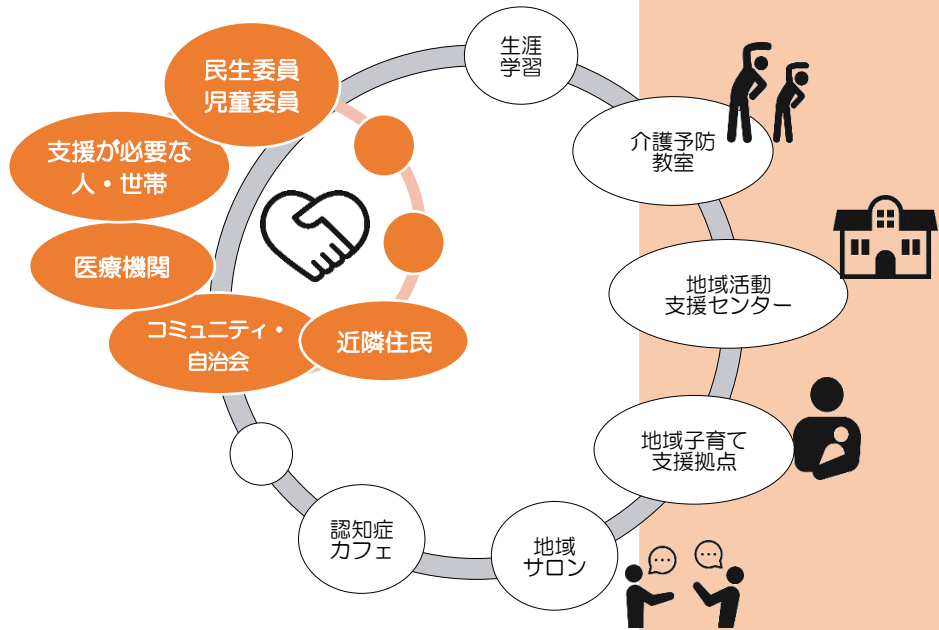 生涯
学習
民生委員
児童委員
介護予防
教室
支援が必要な
人・世帯
医療機関
地域活動
支援センター
コミュニティ・
自治会
近隣住民
地域子育て
支援拠点
認知症
カフェ
地域
サロン